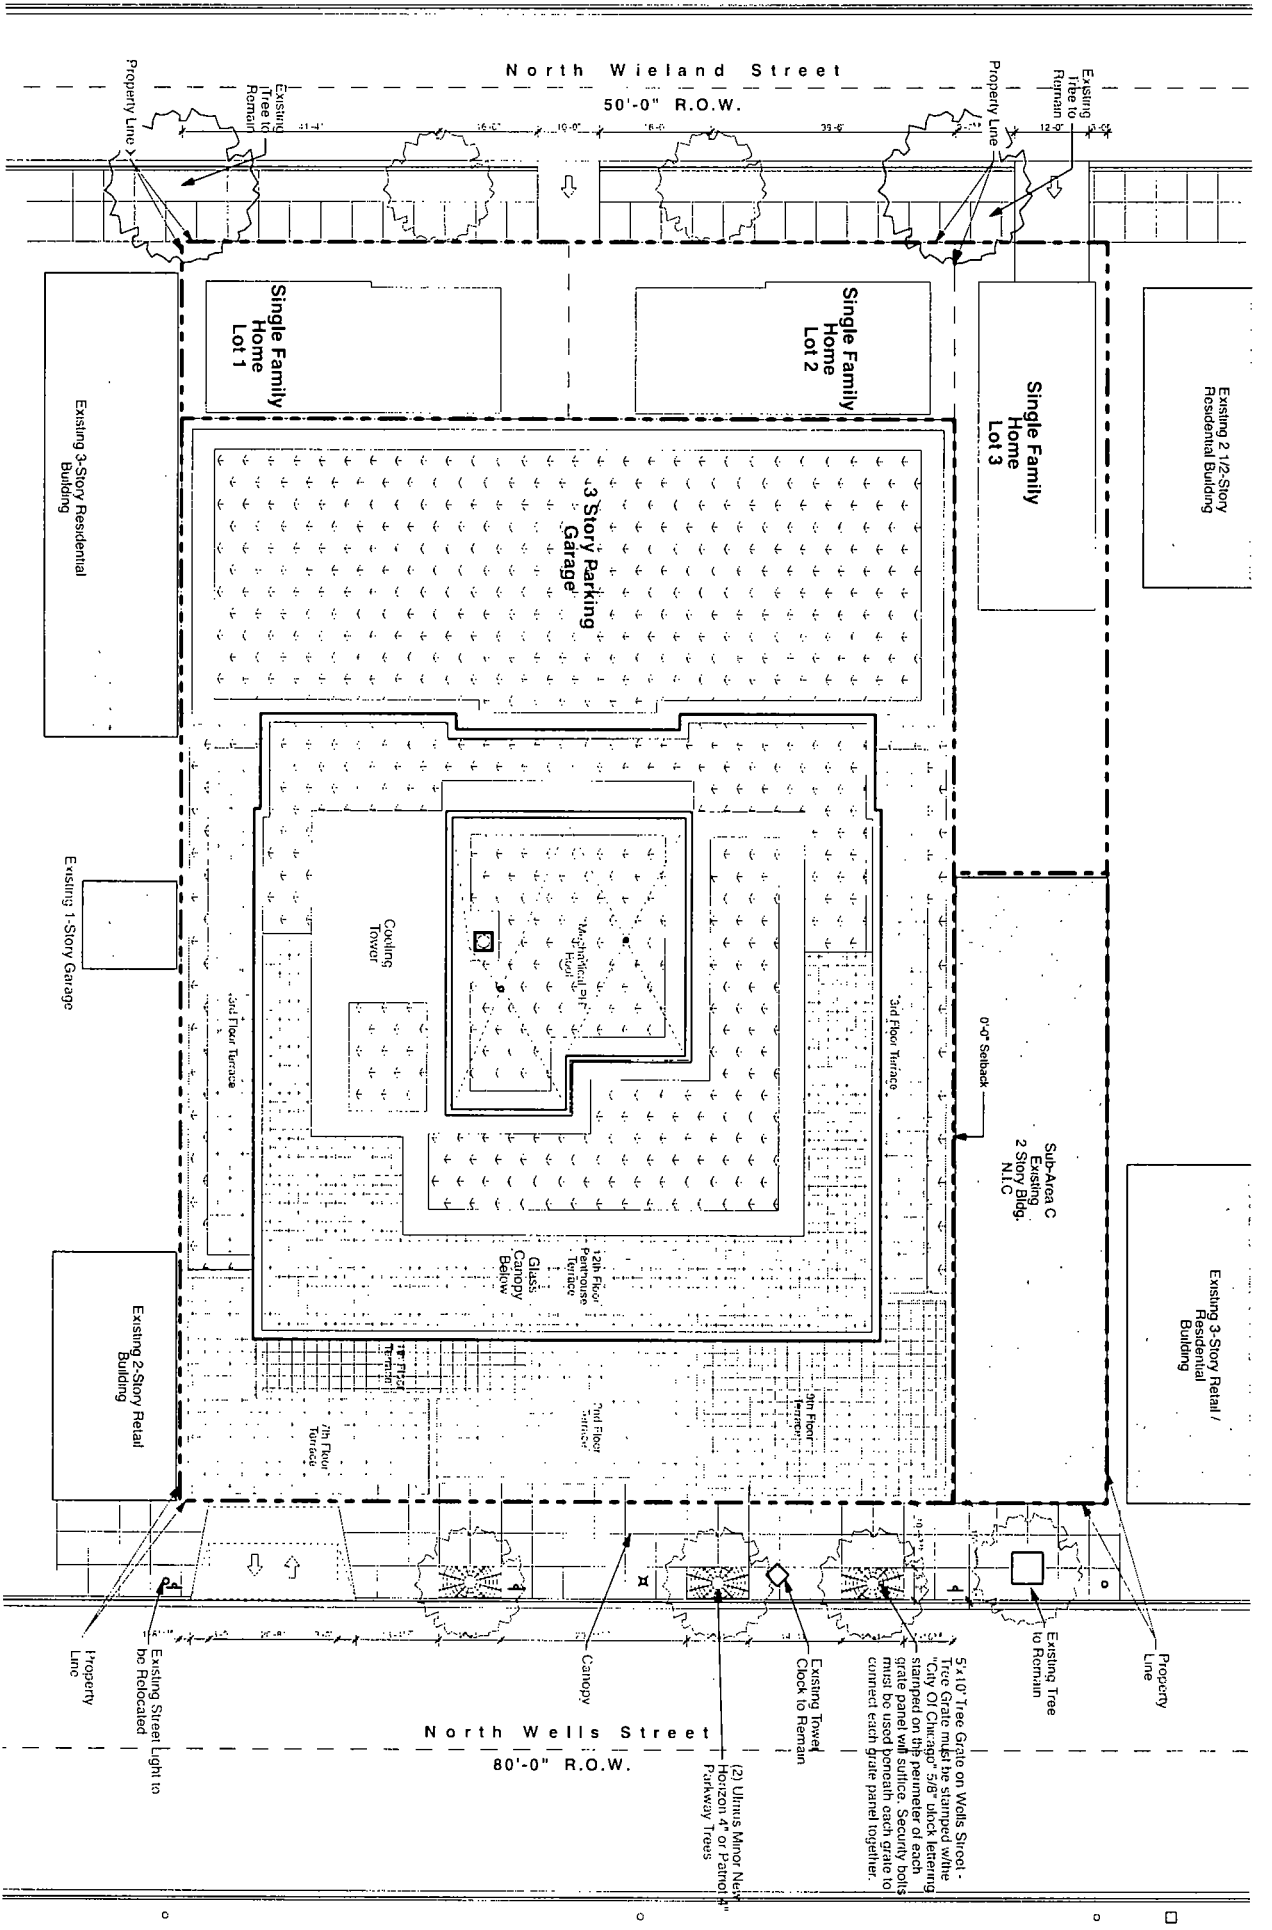 North Wieland Street
50'-0" R.O.W.
Property Line
Existing
Tree to
Remain
Property Line
Existing
Tree to
Remain
16'-0"
39'-6"
12'-0"
Single Family
Home
Lot 1
Single Family
Home
Lot 2
Single Family
Home
Lot 3
Existing 2 1/2-Story
Residential Building
Existing 3-Story Residential
Building
3 Story Parking
Garage
Existing 1-Story Garage
Cooling
Tower
3rd Floor Terrace
3rd Floor Terrace
0'-0" Setback
Sub-Area C
Existing
2 Story Bldg.
N.I.C
Existing 3-Story Retail /
Residential
Building
12th Floor
Penthouse
Terrace
Glass
Canopy
Below
Existing 2-Story Retail
Building
7th Floor
Terrace
2nd Floor
Terrace
9th Floor
Terrace
Property
Line
Existing Street Light to
be Relocated
Canopy
(2) Ulmus Minor New
Horizon 4" or Patriot 4"
Parkway Trees
Existing Tower
Clock to Remain
5'x10' Tree Grate on Wells Street -
Tree Grate must be stamped w/the
"City Of Chicago" 5/8" block lettering
stamped on the perimeter of each
grate panel will suffice. Security bolts
must be used beneath each grate to
connect each grate panel together.
Existing Tree
to Remain
Property
Line
North Wells Street
80'-0" R.O.W.